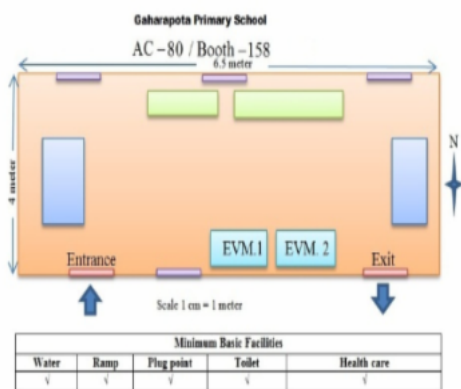 Gaharapota Primary School
AC –80 / Booth –158
6.5 meter
4 meter
N
EVM.1
EVM. 2
Entrance
Exit
Scale 1 cm = 1 meter
Minimum Basic Facilities
Water Ramp Plug point Toilet Health care
√ √ √ √ √